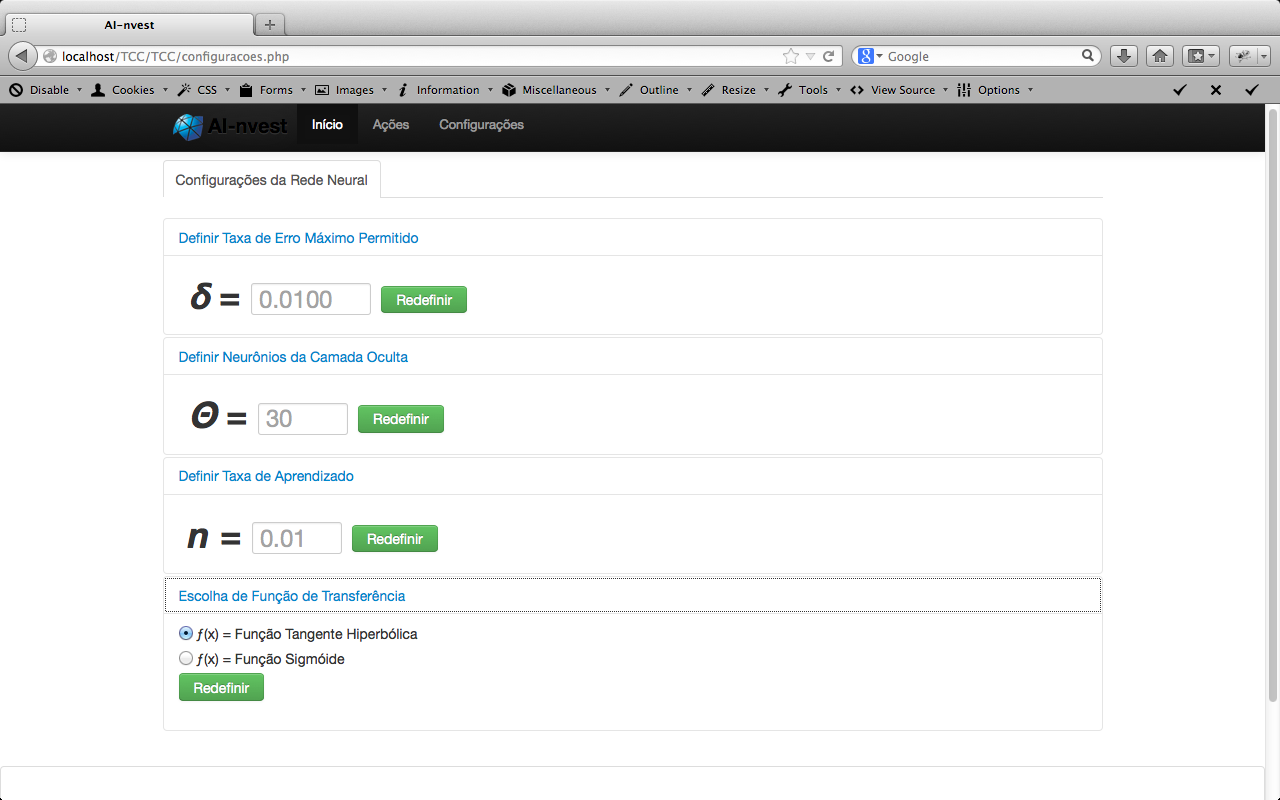 AI-nvest
localhost/TCC/TCC/configuracoes.php
Google
Disable Cookies CSS Forms Images Information Miscellaneous Outline Resize Tools View Source Options
AI-nvest Início Ações Configurações
Configurações da Rede Neural
Definir Taxa de Erro Máximo Permitido
δ = 0.0100 Redefinir
Definir Neurônios da Camada Oculta
Θ = 30 Redefinir
Definir Taxa de Aprendizado
n = 0.01 Redefinir
Escolha de Função de Transferência
ƒ(x) = Função Tangente Hiperbólica
ƒ(x) = Função Sigmóide
Redefinir